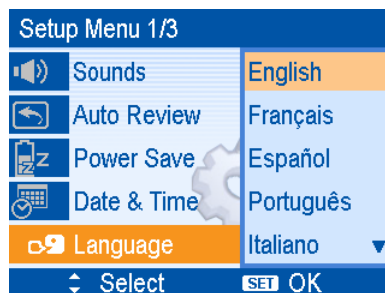 Setup Menu 1/3
Sounds
Auto Review
Power Save
Date & Time
Language
English
Français
Español
Português
Italiano
Select
SET OK